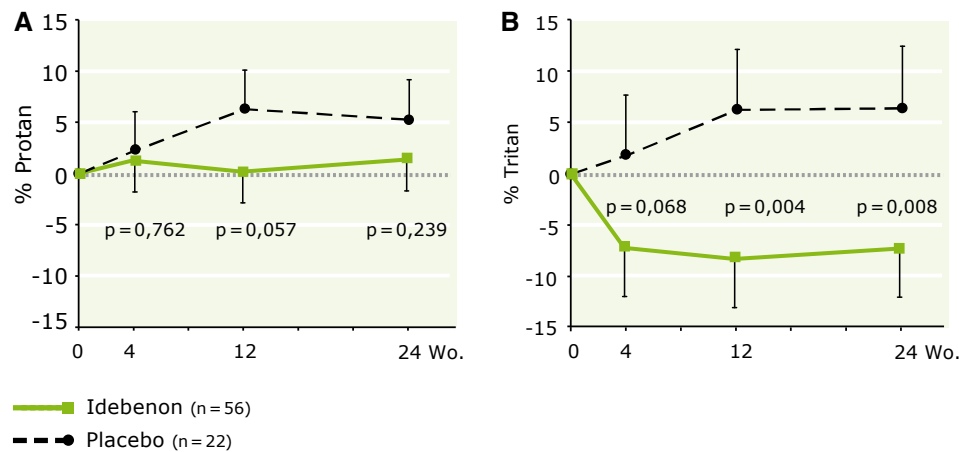 A
% Protan
15
10
5
0
-5
-10
-15
p=0,762 p=0,057 p=0,239
0 4 12 24 Wo.
B
% Tritan
15
10
5
0
-5
-10
-15
p=0,068 p=0,004 p=0,008
0 4 12 24 Wo.
Idebenon (n=56)
Placebo (n=22)